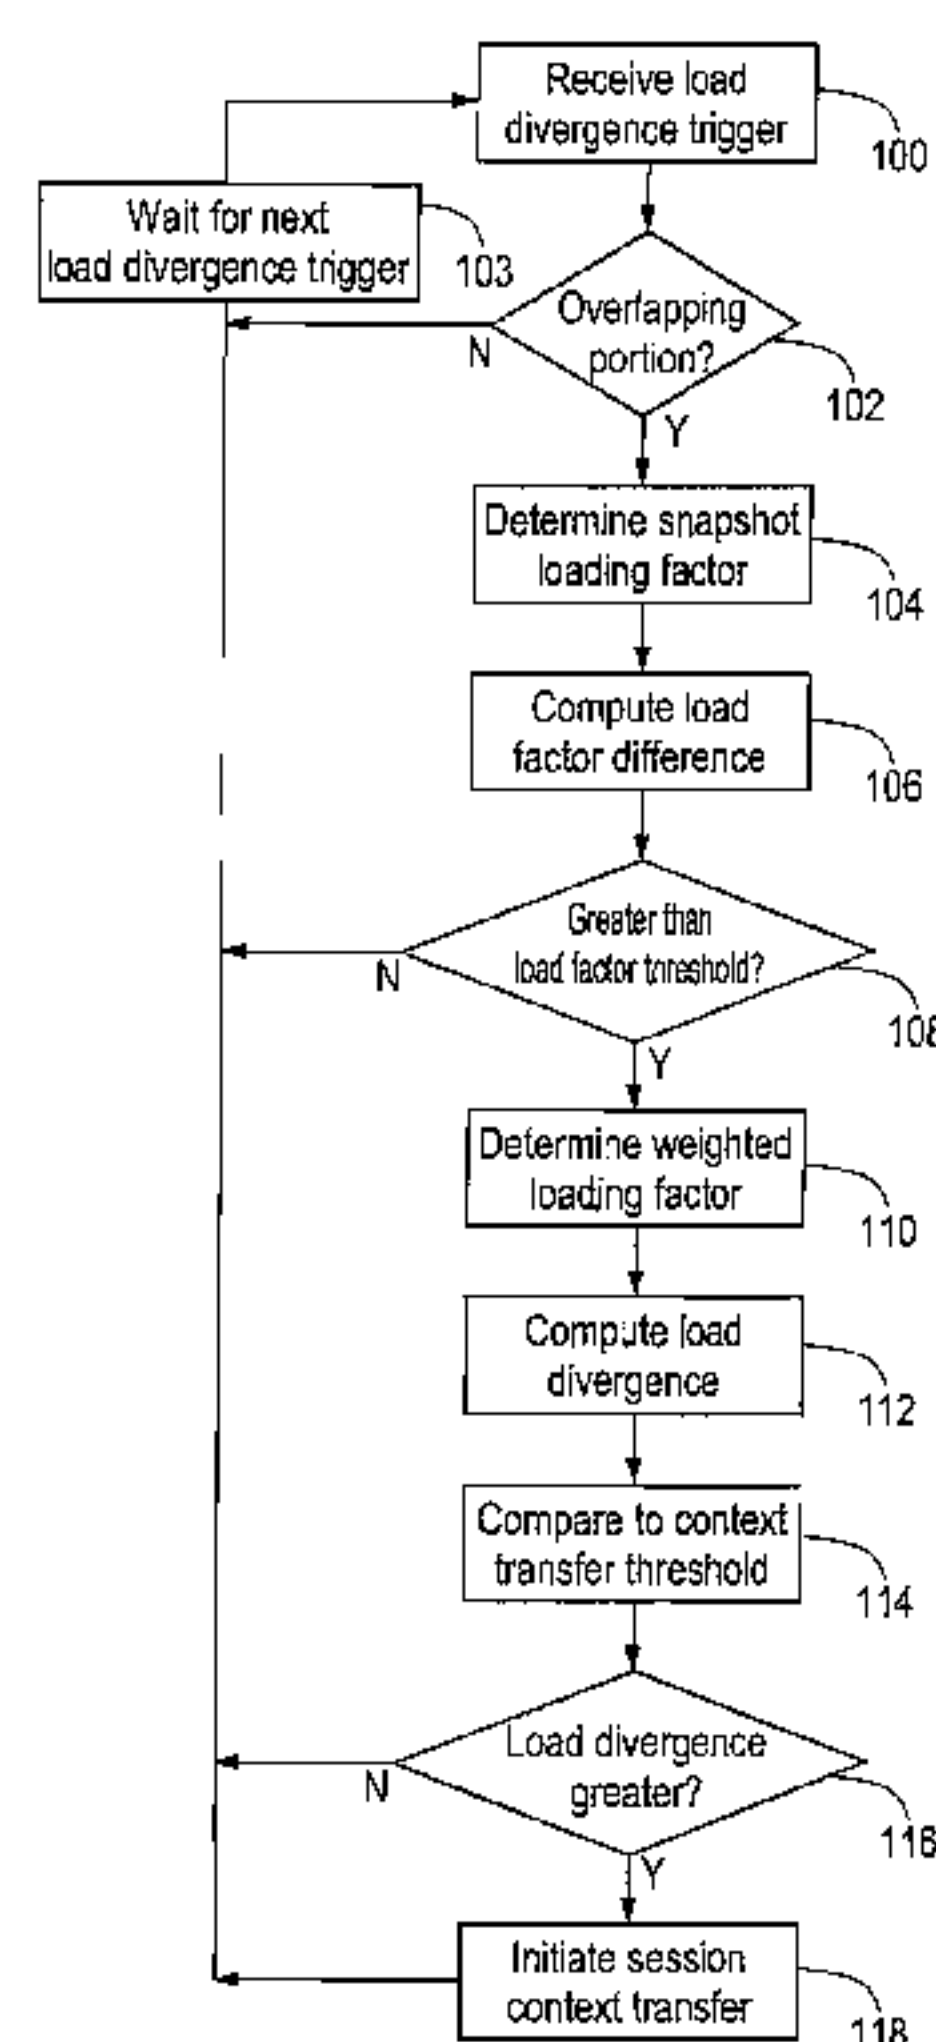 Receive load
divergence trigger
100
Wait for next
load divergence trigger
103
Overlapping
portion?
N
102
Y
Determine snapshot
loading factor
104
Compute load
factor difference
106
Greater than
load factor threshold?
N
108
Y
Determine weighted
loading factor
110
Compute load
divergence
112
Compare to context
transfer threshold
114
Load divergence
greater?
N
116
Y
Initiate session
context transfer
118